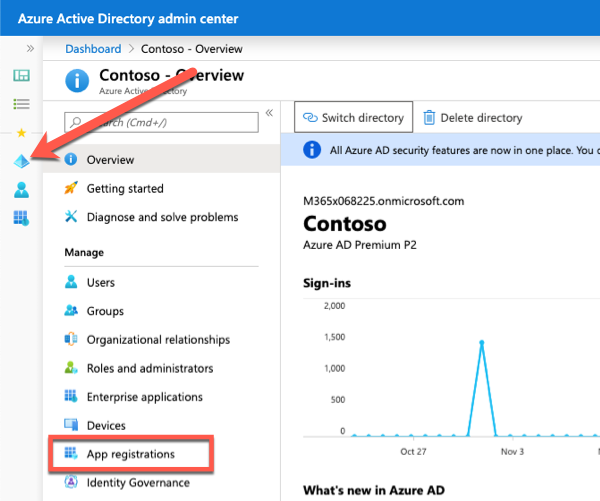 Azure Active Directory admin center
Dashboard > Contoso - Overview
Contoso - Overview
Azure Active Directory
(Cmd+/)
Overview
Getting started
Diagnose and solve problems
Manage
Users
Groups
Organizational relationships
Roles and administrators
Enterprise applications
Devices
App registrations
Identity Governance
Switch directory
Delete directory
All Azure AD security features are now in one place. You
M365x068225.onmicrosoft.com
Contoso
Azure AD Premium P2
Sign-ins
2,000
1,500
1,000
500
0
Oct 27
Nov 3
What's new in Azure AD